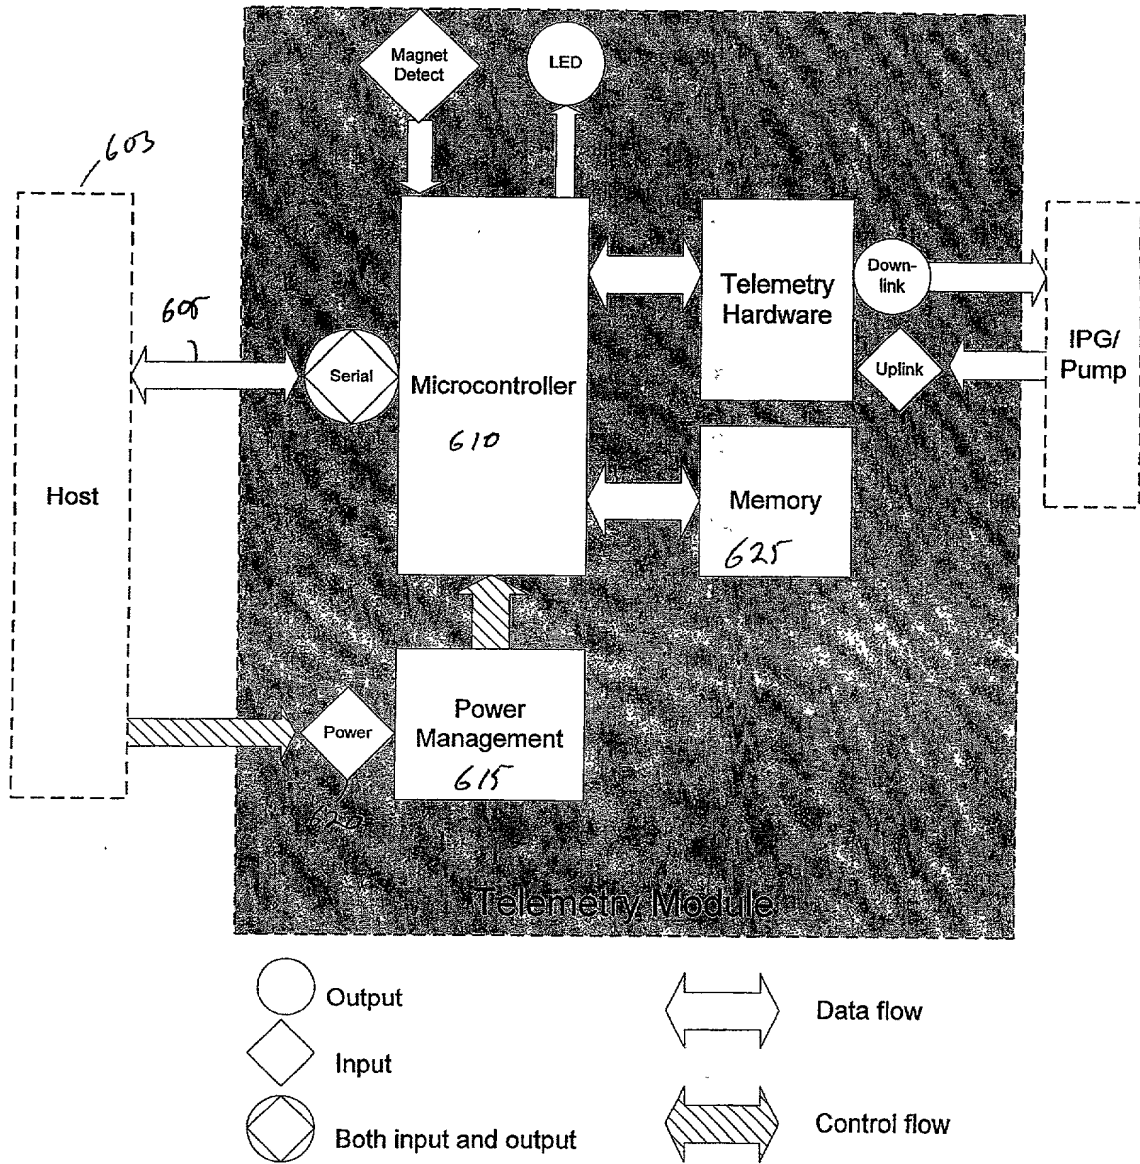 Magnet
Detect
LED
603
605
Serial
Microcontroller
610
Telemetry
Hardware
Down-
link
Uplink
IPG/
Pump
Host
Memory
625
Power
Power
Management
615
620
Telemetry Module
Output
Input
Both input and output
Data flow
Control flow